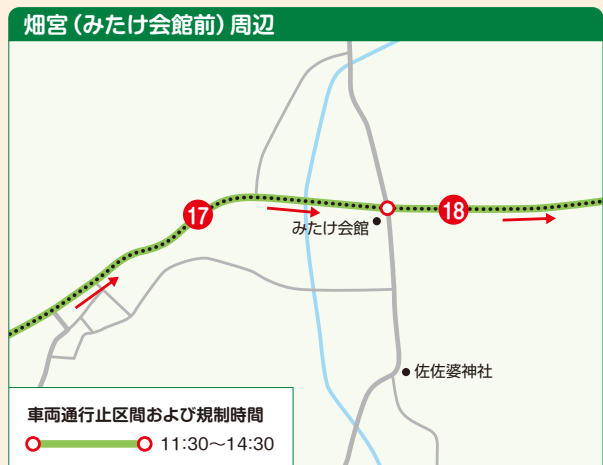 畑宮(みたけ会館前)周辺
17
18
みたけ会館
佐佐婆神社
車両通行止区間および規制時間
11:30〜14:30